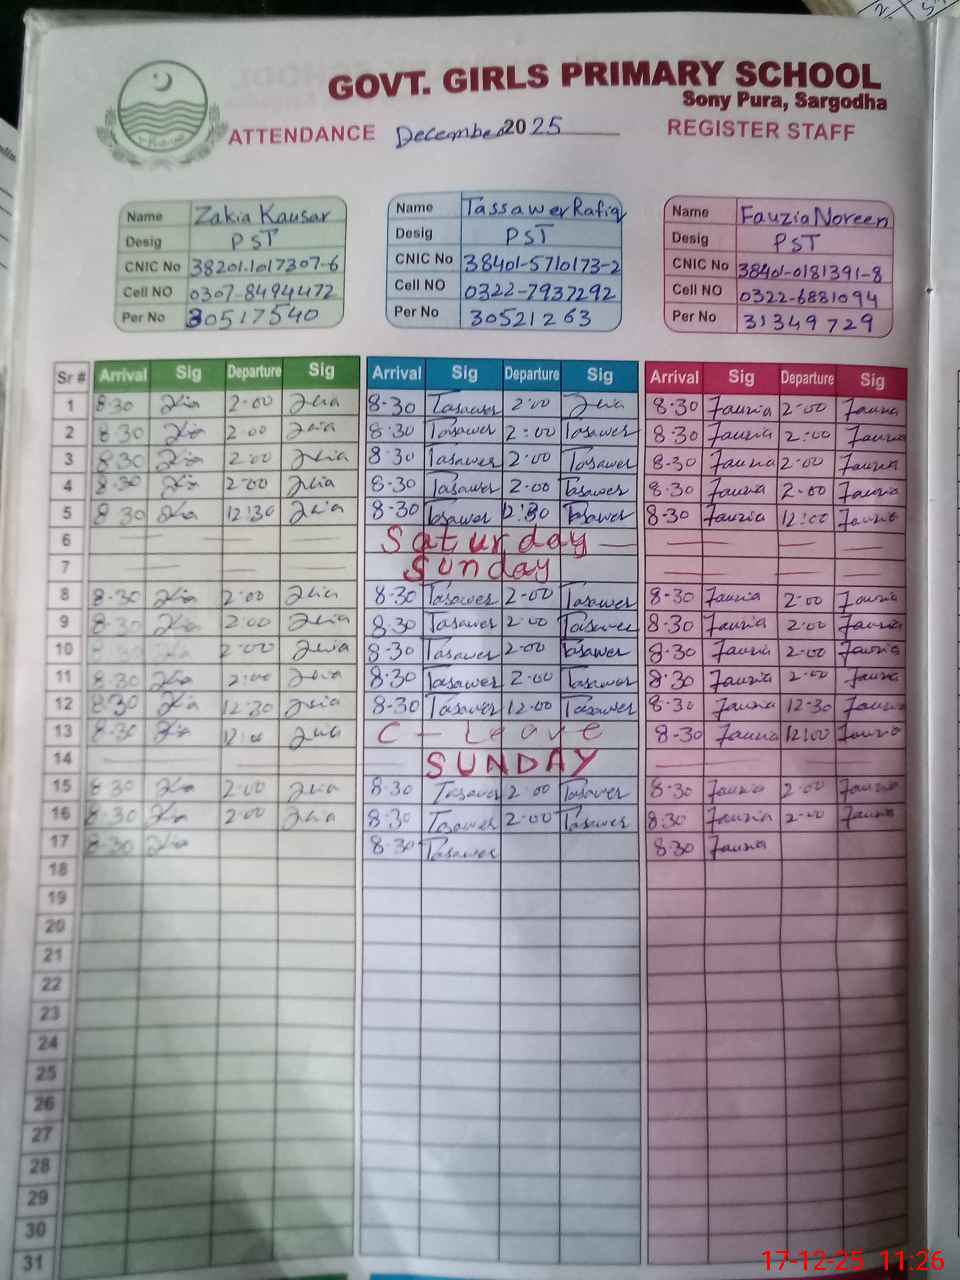 GOVT. GIRLS PRIMARY SCHOOL
Sony Pura, Sargodha
ATTENDANCE December 2025 REGISTER STAFF
Name Zakia Kausar Name Tassawer Rafiq Name Fauzia Noreen
Desig PST Desig PST Desig PST
CNIC No 38201-1017307-6 CNIC No 38401-5710173-2 CNIC No 38401-0181391-8
Cell NO 0307-8494472 Cell NO 0322-7937292 Cell NO 0322-6881094
Per No 30517540 Per No 30521263 Per No 31349729
Sr # Arrival Sig Departure Sig Arrival Sig Departure Sig Arrival Sig Departure Sig
1 8-30 2-00 8-30 Tasawer 2-00 8-30 Fauzia 2-00 Fauzia
2 8-30 2-00 8-30 Tasawer 2:00 Tasawer 8-30 Fauzia 2:00 Fauzia
3 8-30 2-00 8-30 Tasawer 2-00 Tasawer 8-30 Fauzia 2-00 Fauzia
4 8-30 2-00 8-30 Tasawer 2-00 Tasawer 8-30 Fauzia 2-00 Fauzia
5 8-30 12:30 8-30 Tasawer 12:30 Tasawer 8-30 Fauzia 12:00 Fauzia
6 Saturday
7 Sunday
8 8-30 2-00 8-30 Tasawer 2-00 Tasawer 8-30 Fauzia 2-00 Fauzia
9 8-30 2-00 8-30 Tasawer 2-00 Tasawer 8-30 Fauzia 2-00 Fauzia
10 8-30 2-00 8-30 Tasawer 2-00 Tasawer 8-30 Fauzia 2-00 Fauzia
11 8-30 2-00 8-30 Tasawer 2-00 Tasawer 8-30 Fauzia 2-00 Fauzia
12 8-30 12-30 8-30 Tasawer 12-00 Tasawer 8-30 Fauzia 12-30 Fauzia
13 8-30 12:00 C - Leave 8-30 Fauzia 12:00 Fauzia
14 SUNDAY
15 8-30 2-00 8-30 Tasawer 2-00 Tasawer 8-30 Fauzia 2-00 Fauzia
16 8-30 2-00 8-30 Tasawer 2-00 Tasawer 8-30 Fauzia 2-00 Fauzia
17 8-30 8-30 Tasawer 8-30 Fauzia
18
19
20
21
22
23
24
25
26
27
28
29
30
31
17-12-25 11:26